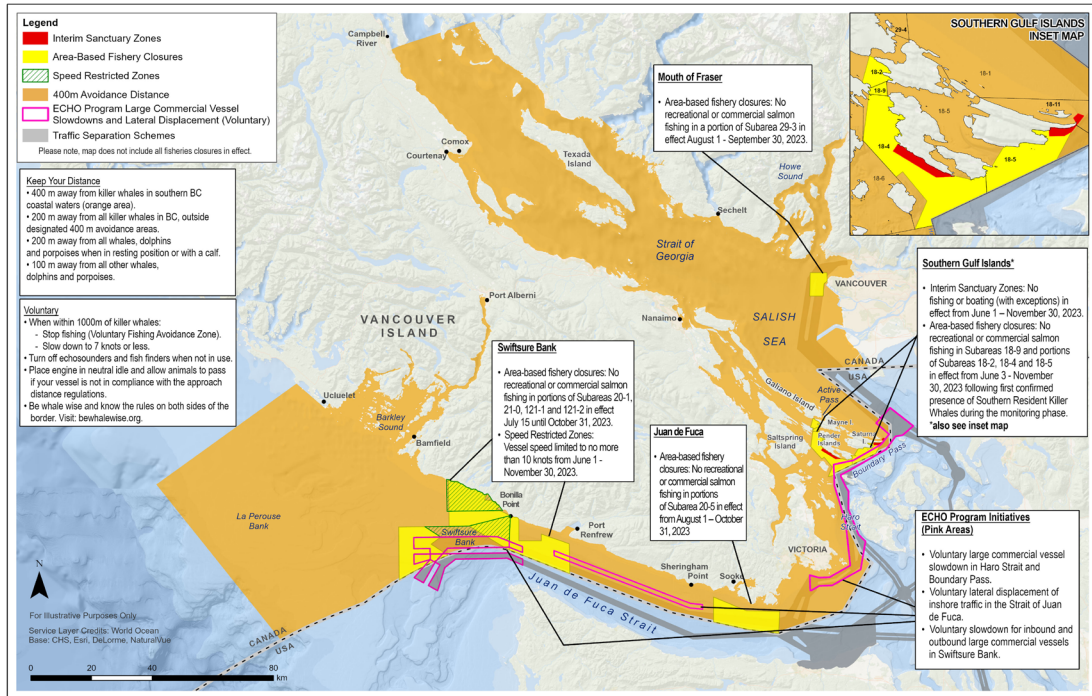 Legend
Interim Sanctuary Zones
Area-Based Fishery Closures
Speed Restricted Zones
400m Avoidance Distance
ECHO Program Large Commercial Vessel
Slowdowns and Lateral Displacement (Voluntary)
Traffic Separation Schemes
Please note, map does not include all fisheries closures in effect.
Keep Your Distance
• 400 m away from killer whales in southern BC
coastal waters (orange area).
• 200 m away from all killer whales in BC, outside
designated 400 m avoidance areas.
• 200 m away from all whales, dolphins
and porpoises when in resting position or with a calf.
• 100 m away from all other whales,
dolphins and porpoises.
Voluntary
• When within 1000m of killer whales:
- Stop fishing (Voluntary Fishing Avoidance Zone).
- Slow down to 7 knots or less.
• Turn off echosounders and fish finders when not in use.
• Place engine in neutral idle and allow animals to pass
if your vessel is not in compliance with the approach
distance regulations.
• Be whale wise and know the rules on both sides of the
border. Visit: bewhalewise.org.
Campbell
River
Comox
Courtenay
Texada
Island
Howe
Sound
Sechelt
Strait of
Georgia
VANCOUVER
Port Alberni
VANCOUVER
ISLAND
Nanaimo
SALISH
SEA
CANADA
USA
Galiano Island
Active
Pass
Mayne I
Pender
Islands
Saturna
I
Saltspring
Island
Boundary Pass
Haro
Strait
VICTORIA
Ucluelet
Barkley
Sound
Bamfield
La Perouse
Bank
Bonilla
Point
Swiftsure
Bank
Port
Renfrew
Sheringham
Point
Sooke
Juan de Fuca Strait
CANADA
USA
Mouth of Fraser
• Area-based fishery closures: No
recreational or commercial salmon
fishing in a portion of Subarea 29-3 in
effect August 1 - September 30, 2023.
SOUTHERN GULF ISLANDS
INSET MAP
29-4
18-2
18-1
18-9
18-5
18-11
18-4
18-5
18-6
Southern Gulf Islands*
• Interim Sanctuary Zones: No
fishing or boating (with exceptions) in
effect from June 1 – November 30, 2023.
• Area-based fishery closures: No
recreational or commercial salmon
fishing in Subareas 18-9 and portions
of Subareas 18-2, 18-4 and 18-5
in effect from June 3 - November
30, 2023 following first confirmed
presence of Southern Resident Killer
Whales during the monitoring phase.
*also see inset map
Swiftsure Bank
• Area-based fishery closures: No
recreational or commercial salmon
fishing in portions of Subareas 20-1,
21-0, 121-1 and 121-2 in effect
July 15 until October 31, 2023.
• Speed Restricted Zones:
Vessel speed limited to no more
than 10 knots from June 1 -
November 30, 2023.
Juan de Fuca
• Area-based fishery
closures: No recreational
or commercial salmon
fishing in portions
of Subarea 20-5 in effect
from August 1 – October
31, 2023
ECHO Program Initiatives
(Pink Areas)
• Voluntary large commercial vessel
slowdown in Haro Strait and
Boundary Pass.
• Voluntary lateral displacement of
inshore traffic in the Strait of Juan
de Fuca.
• Voluntary slowdown for inbound and
outbound large commercial vessels
in Swiftsure Bank.
N
For Illustrative Purposes Only
Service Layer Credits: World Ocean
Base: CHS, Esri, DeLorme, NaturalVue
0 20 40 80
km